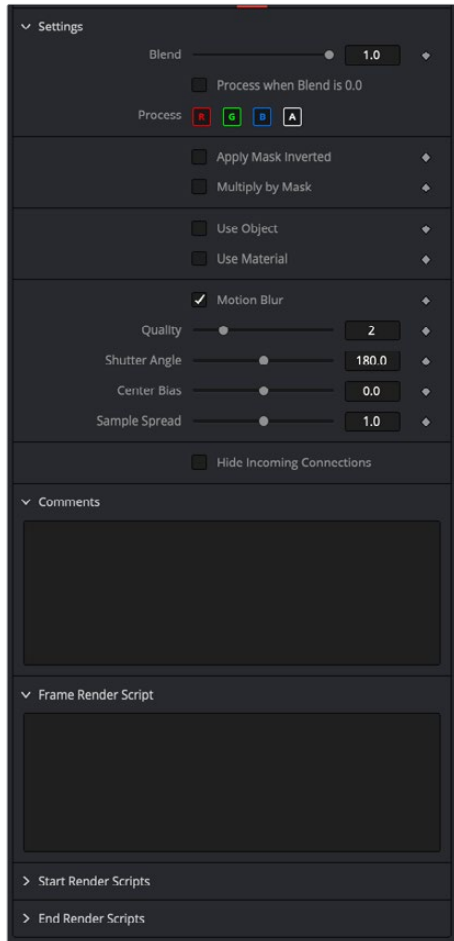 Settings
Blend 1.0
Process when Blend is 0.0
Process R G B A
Apply Mask Inverted
Multiply by Mask
Use Object
Use Material
Motion Blur
Quality 2
Shutter Angle 180.0
Center Bias 0.0
Sample Spread 1.0
Hide Incoming Connections
Comments
Frame Render Script
Start Render Scripts
End Render Scripts